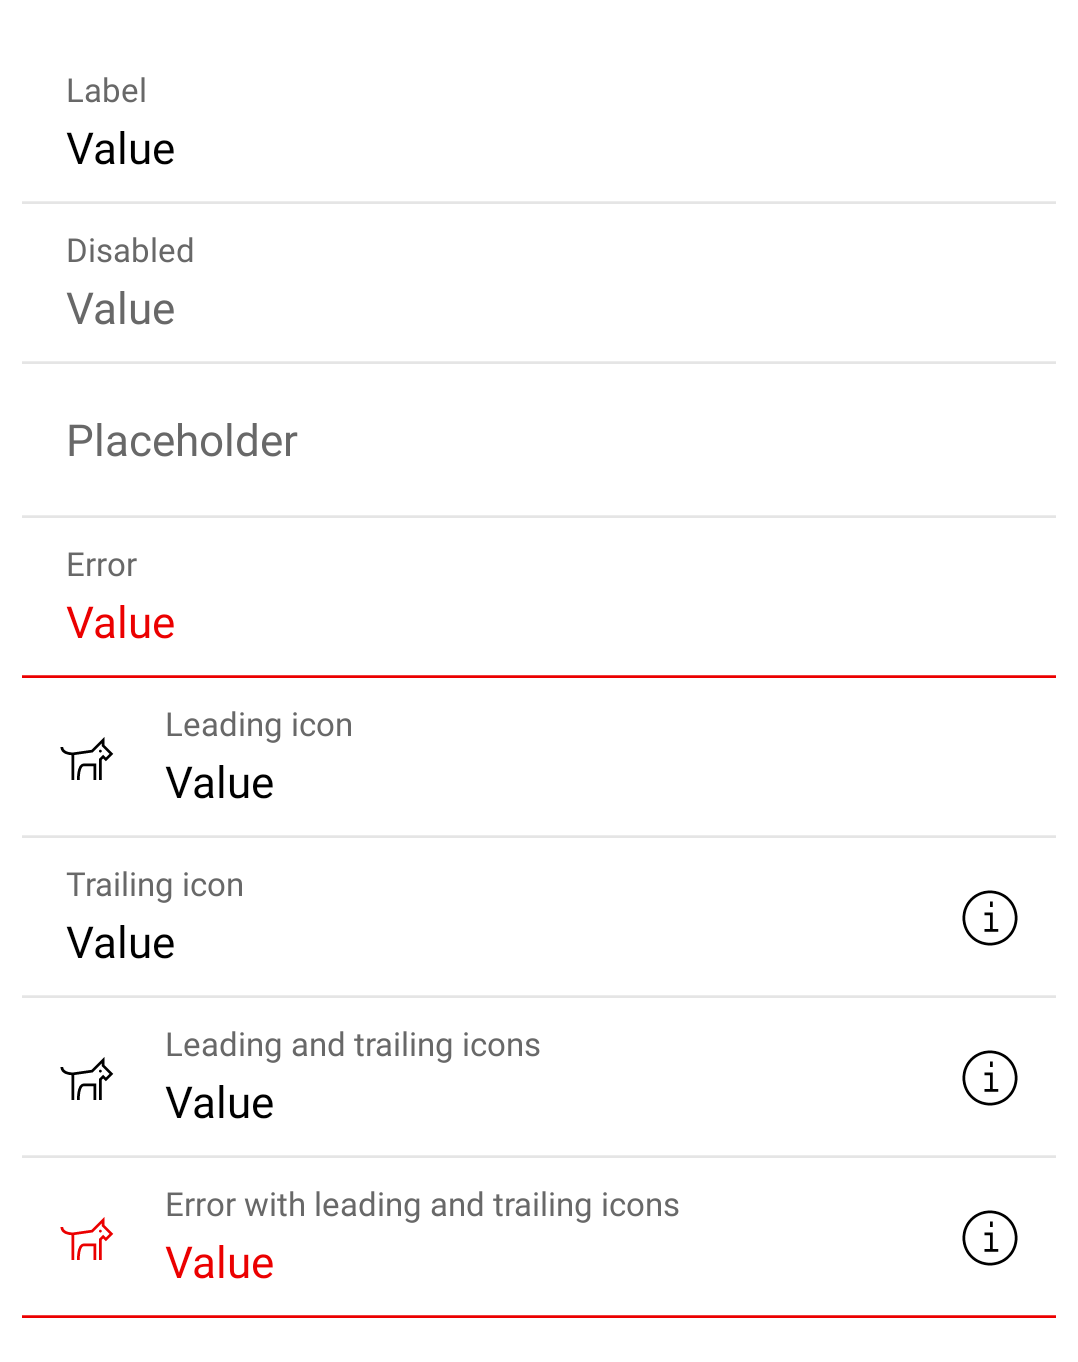 Label
Value
Disabled
Value
Placeholder
Error
Value
Leading icon
Value
Trailing icon
Value
Leading and trailing icons
Value
Error with leading and trailing icons
Value